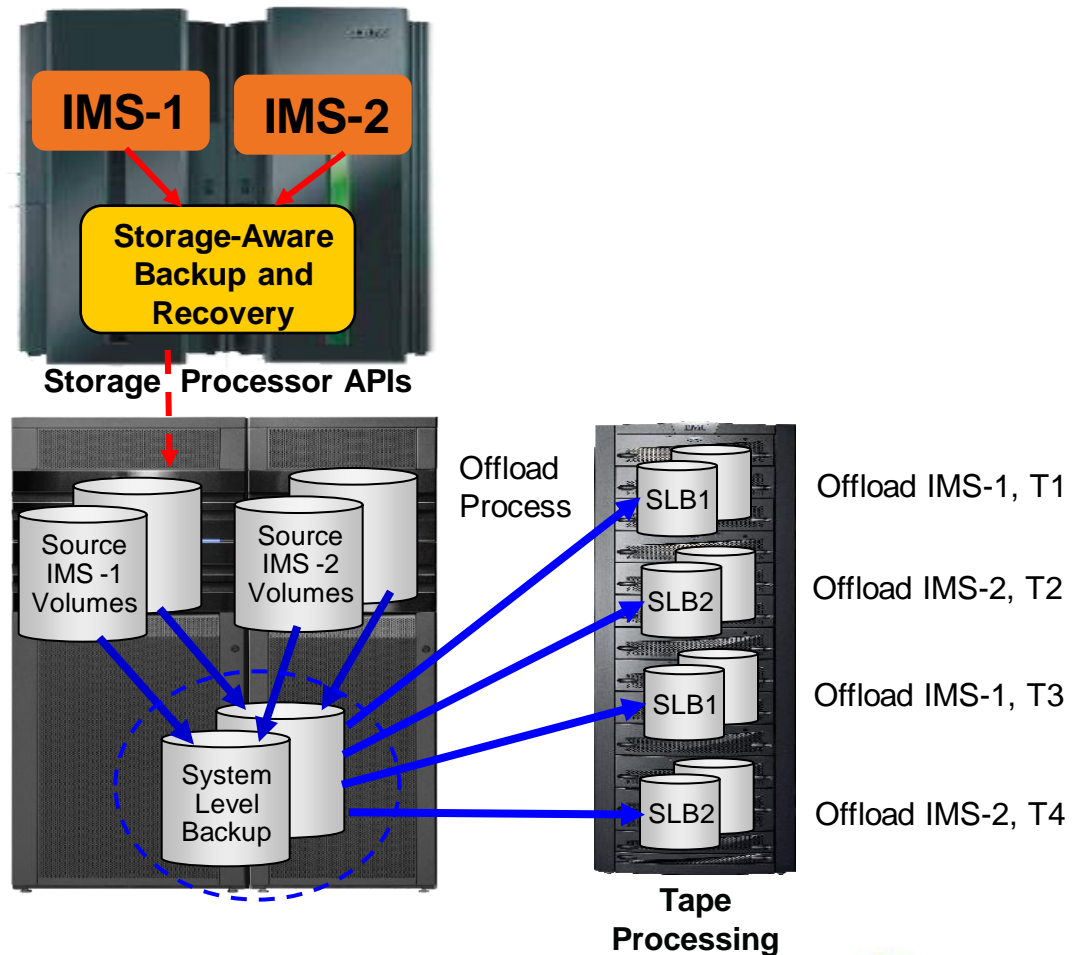 IMS-1
IMS-2
Storage-Aware
Backup and
Recovery
Storage Processor APIs
Offload
Process
Source
IMS -1
Volumes
Source
IMS -2
Volumes
System
Level
Backup
EMC
SLB1
Offload IMS-1, T1
SLB2
Offload IMS-2, T2
SLB1
Offload IMS-1, T3
SLB2
Offload IMS-2, T4
Tape
Processing